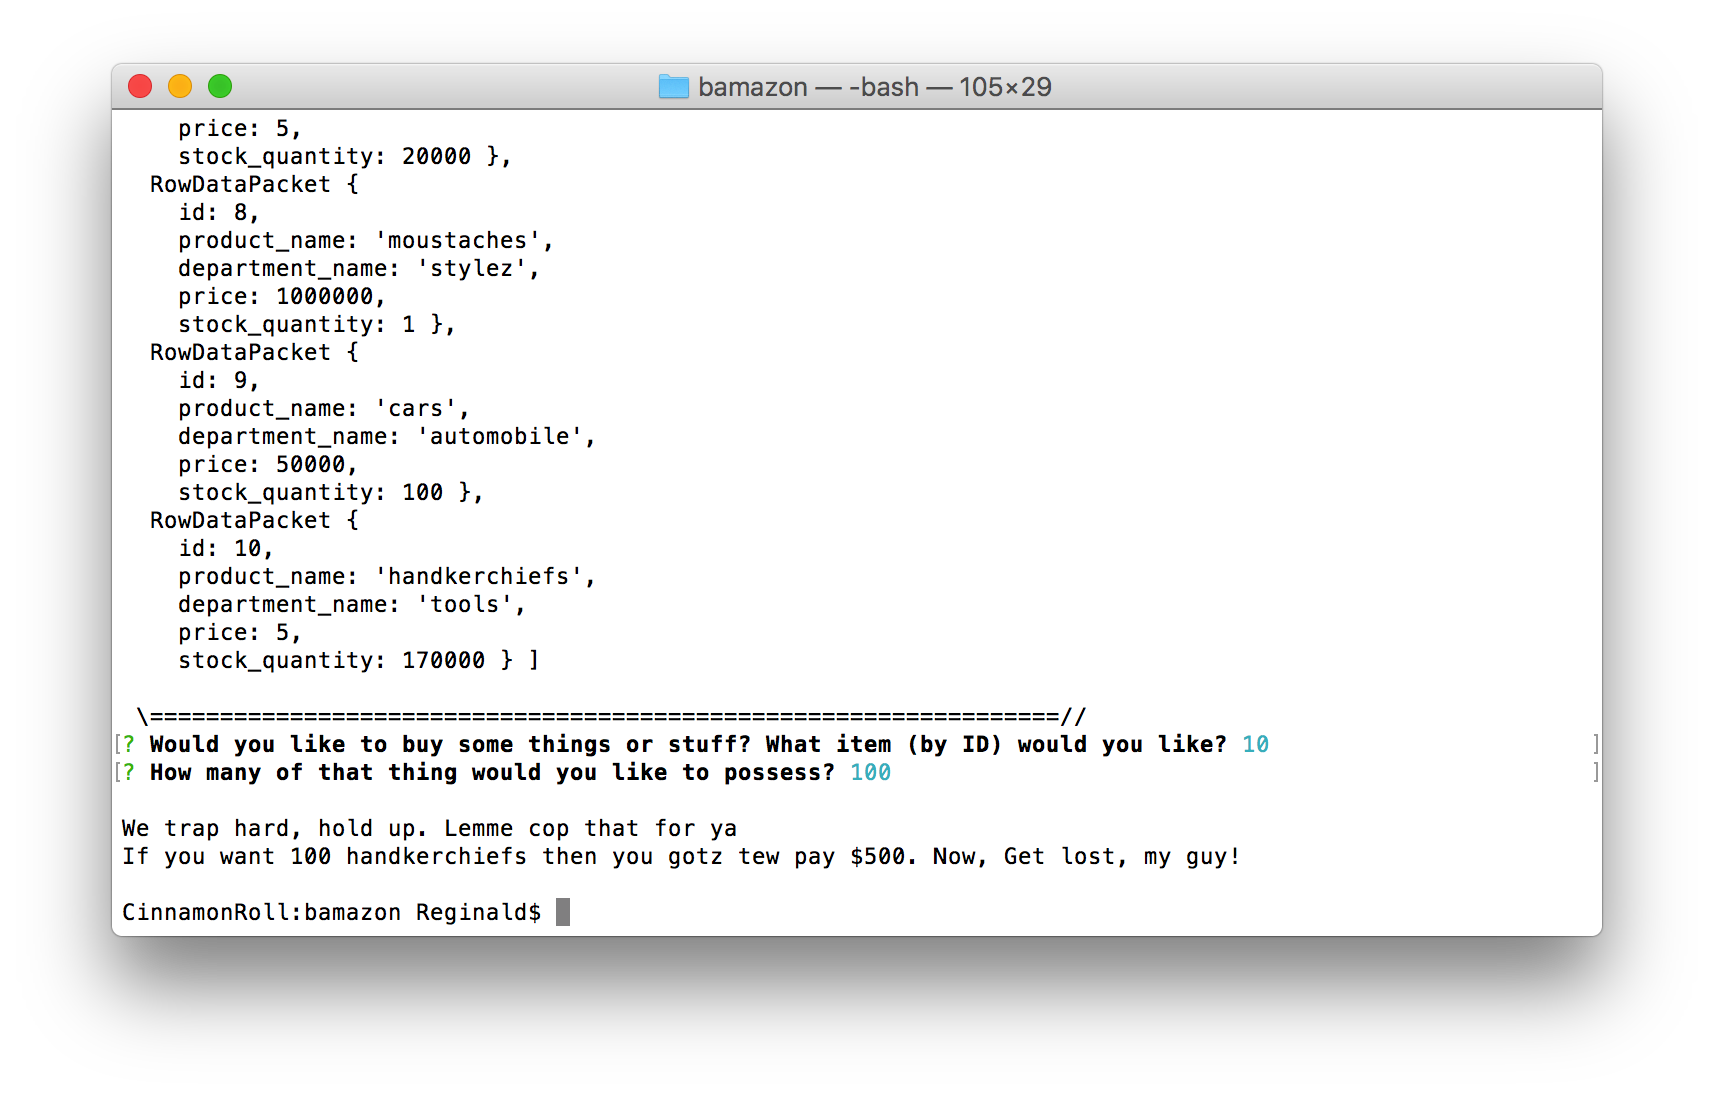 bamazon — -bash — 105×29
price: 5,
stock_quantity: 20000 },
RowDataPacket {
id: 8,
product_name: 'moustaches',
department_name: 'stylez',
price: 1000000,
stock_quantity: 1 },
RowDataPacket {
id: 9,
product_name: 'cars',
department_name: 'automobile',
price: 50000,
stock_quantity: 100 },
RowDataPacket {
id: 10,
product_name: 'handkerchiefs',
department_name: 'tools',
price: 5,
stock_quantity: 170000 } ]
\=================================================================//
[? Would you like to buy some things or stuff? What item (by ID) would you like? 10 ]
[? How many of that thing would you like to possess? 100 ]
We trap hard, hold up. Lemme cop that for ya
If you want 100 handkerchiefs then you gotz tew pay $500. Now, Get lost, my guy!
CinnamonRoll:bamazon Reginald$